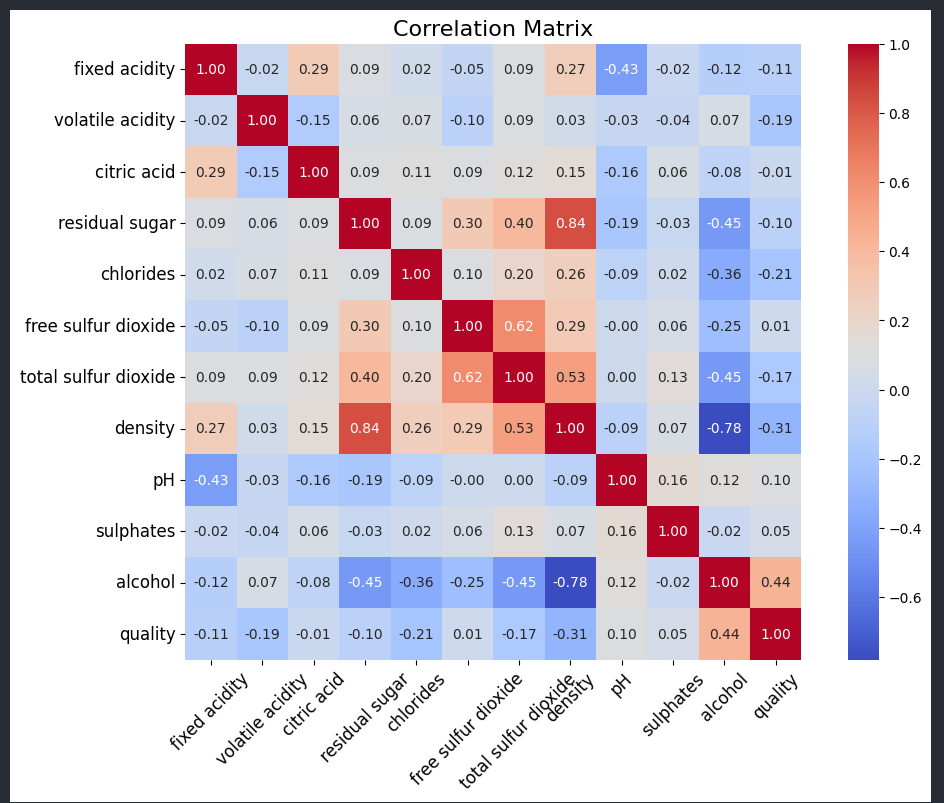 Correlation Matrix
fixed acidity 1.00 -0.02 0.29 0.09 0.02 -0.05 0.09 0.27 -0.43 -0.02 -0.12 -0.11
volatile acidity -0.02 1.00 -0.15 0.06 0.07 -0.10 0.09 0.03 -0.03 -0.04 0.07 -0.19
citric acid 0.29 -0.15 1.00 0.09 0.11 0.09 0.12 0.15 -0.16 0.06 -0.08 -0.01
residual sugar 0.09 0.06 0.09 1.00 0.09 0.30 0.40 0.84 -0.19 -0.03 -0.45 -0.10
chlorides 0.02 0.07 0.11 0.09 1.00 0.10 0.20 0.26 -0.09 0.02 -0.36 -0.21
free sulfur dioxide -0.05 -0.10 0.09 0.30 0.10 1.00 0.62 0.29 -0.00 0.06 -0.25 0.01
total sulfur dioxide 0.09 0.09 0.12 0.40 0.20 0.62 1.00 0.53 0.00 0.13 -0.45 -0.17
density 0.27 0.03 0.15 0.84 0.26 0.29 0.53 1.00 -0.09 0.07 -0.78 -0.31
pH -0.43 -0.03 -0.16 -0.19 -0.09 -0.00 0.00 -0.09 1.00 0.16 0.12 0.10
sulphates -0.02 -0.04 0.06 -0.03 0.02 0.06 0.13 0.07 0.16 1.00 -0.02 0.05
alcohol -0.12 0.07 -0.08 -0.45 -0.36 -0.25 -0.45 -0.78 0.12 -0.02 1.00 0.44
quality -0.11 -0.19 -0.01 -0.10 -0.21 0.01 -0.17 -0.31 0.10 0.05 0.44 1.00
fixed acidity
volatile acidity
citric acid
residual sugar
chlorides
free sulfur dioxide
total sulfur dioxide
density
pH
sulphates
alcohol
quality
1.0
0.8
0.6
0.4
0.2
0.0
−0.2
−0.4
−0.6